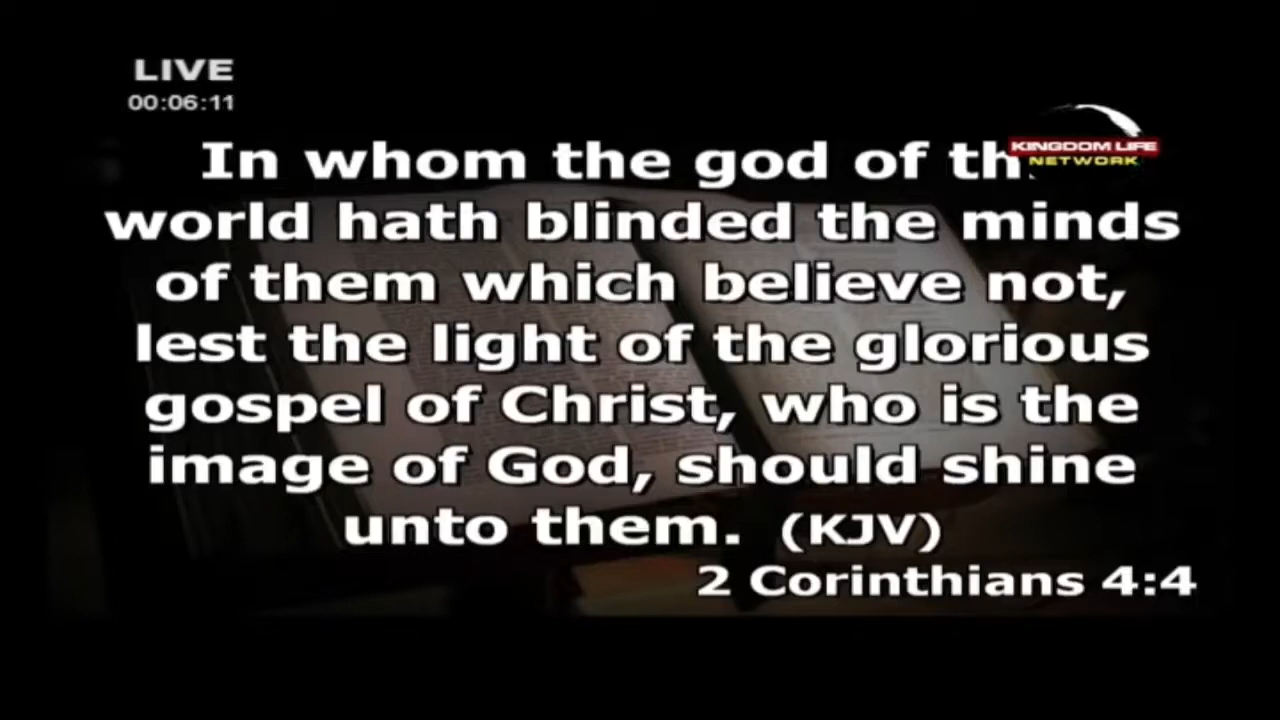 LIVE
00:06:11
KINGDOM LIFE
NETWORK
In whom the god of th
world hath blinded the minds
of them which believe not,
lest the light of the glorious
gospel of Christ, who is the
image of God, should shine
unto them. (KJV)
2 Corinthians 4:4